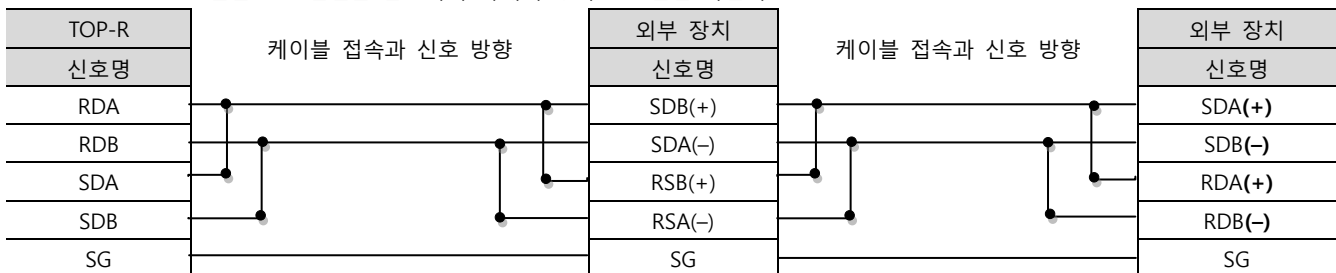 TOP-R 케이블 접속과 신호 방향 외부 장치 케이블 접속과 신호 방향 외부 장치
신호명 신호명 신호명
RDA SDB(+) SDA(+)
RDB SDA(–) SDB(–)
SDA RSB(+) RDA(+)
SDB RSA(–) RDB(–)
SG SG SG